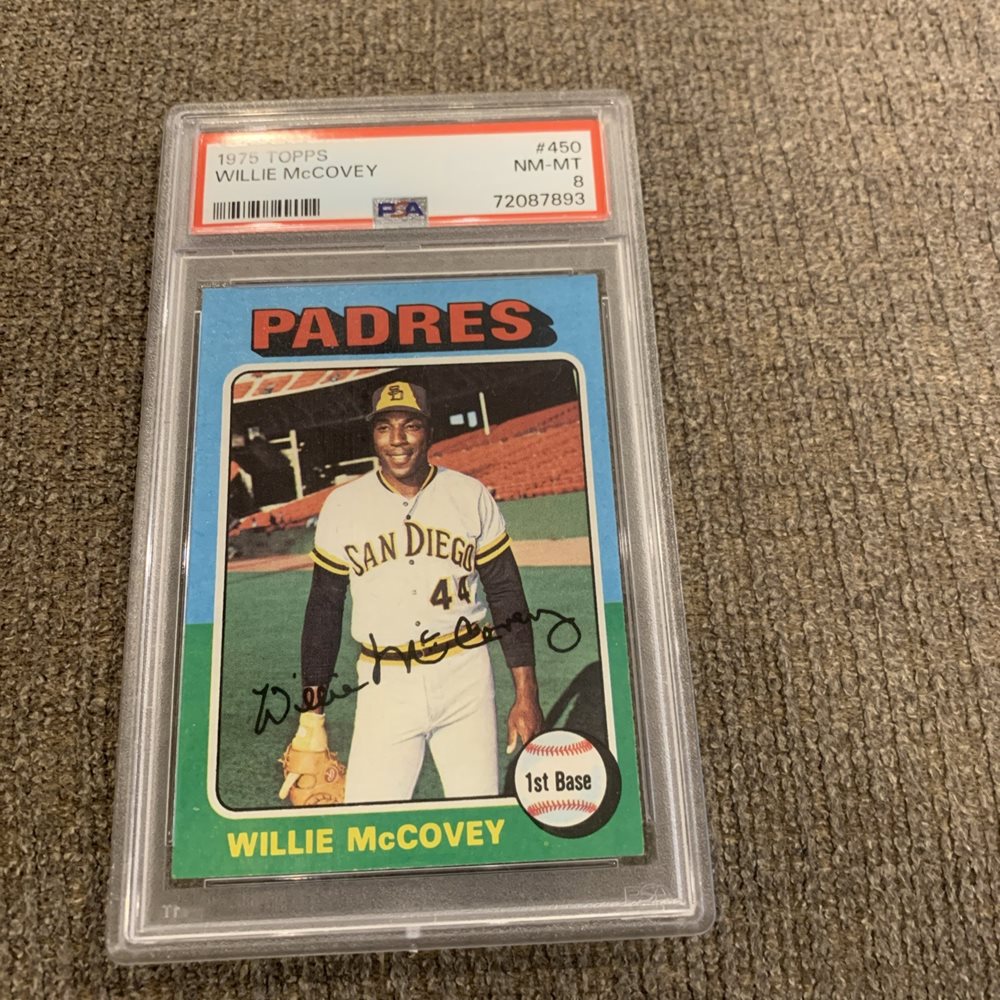 1975 TOPPS #450
WILLIE McCOVEY NM-MT
8
PSA 72087893
PADRES
SD
SAN DIEGO
44
Willie McCovey
1st Base
WILLIE McCOVEY
PSA